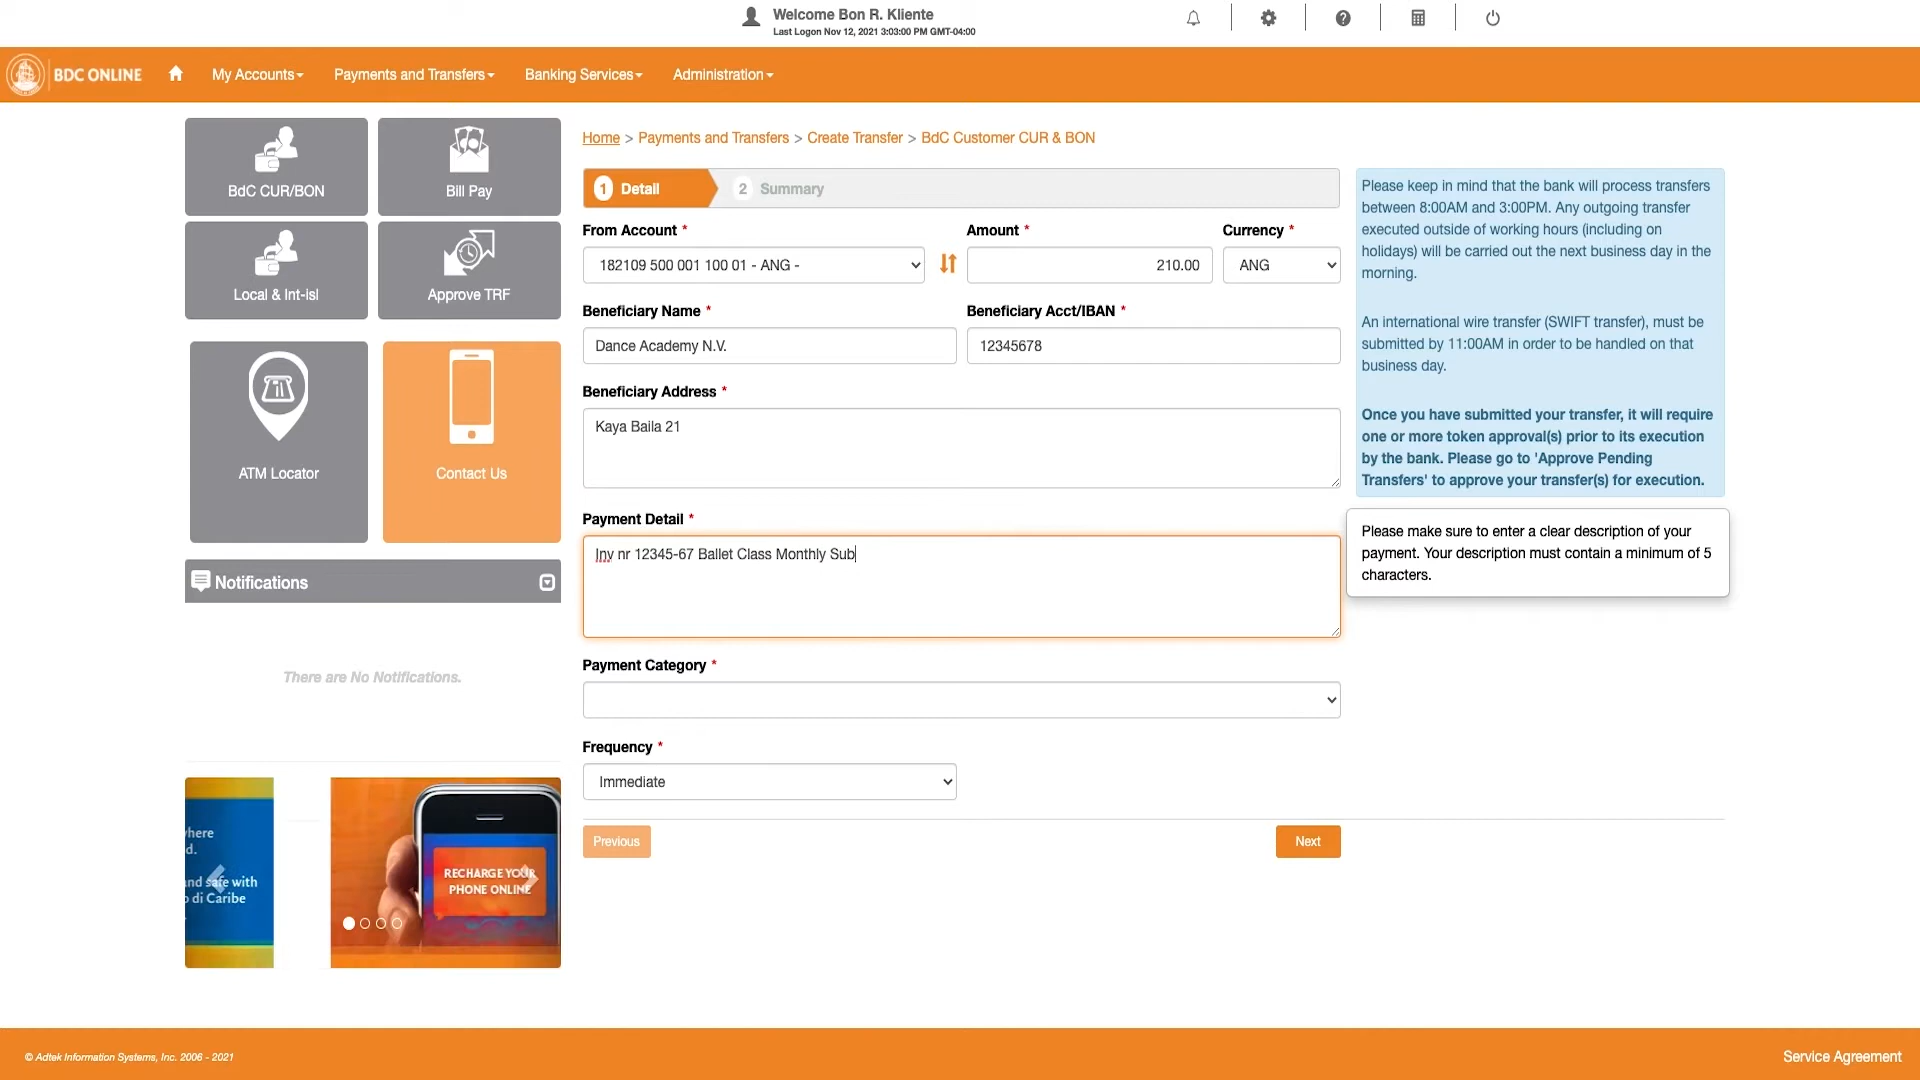 Welcome Bon R. Kliente
Last Logon Nov 12, 2021 3:03:00 PM GMT-04:00
BDC ONLINE
My Accounts
Payments and Transfers
Banking Services
Administration
BdC CUR/BON
Bill Pay
Local & Int-isl
Approve TRF
ATM Locator
Contact Us
Notifications
There are No Notifications.
here
d.
and safe with
o di Caribe
RECHARGE YOUR
PHONE ONLINE
Home > Payments and Transfers > Create Transfer > BdC Customer CUR & BON
1 Detail
2 Summary
From Account *
182109 500 001 100 01 - ANG -
Amount *
210.00
Currency *
ANG
Beneficiary Name *
Dance Academy N.V.
Beneficiary Acct/IBAN *
12345678
Beneficiary Address *
Kaya Baila 21
Payment Detail *
Inv nr 12345-67 Ballet Class Monthly Sub
Payment Category *
Frequency *
Immediate
Previous
Next
Please keep in mind that the bank will process transfers
between 8:00AM and 3:00PM. Any outgoing transfer
executed outside of working hours (including on
holidays) will be carried out the next business day in the
morning.
An international wire transfer (SWIFT transfer), must be
submitted by 11:00AM in order to be handled on that
business day.
Once you have submitted your transfer, it will require
one or more token approval(s) prior to its execution
by the bank. Please go to 'Approve Pending
Transfers' to approve your transfer(s) for execution.
Please make sure to enter a clear description of your
payment. Your description must contain a minimum of 5
characters.
© Adtek Information Systems, Inc. 2006 - 2021
Service Agreement